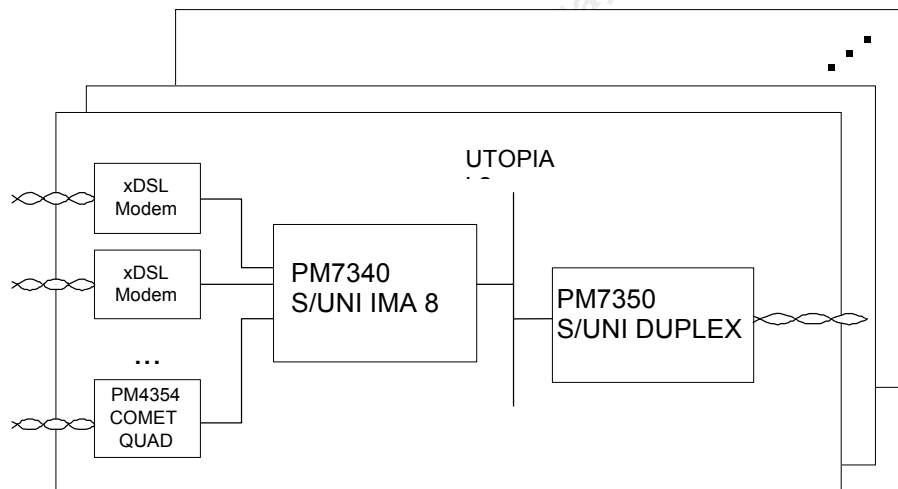 UTOPIA
xDSL
Modem
xDSL
Modem
...
PM4354
COMET
QUAD
PM7340
S/UNI IMA 8
PM7350
S/UNI DUPLEX